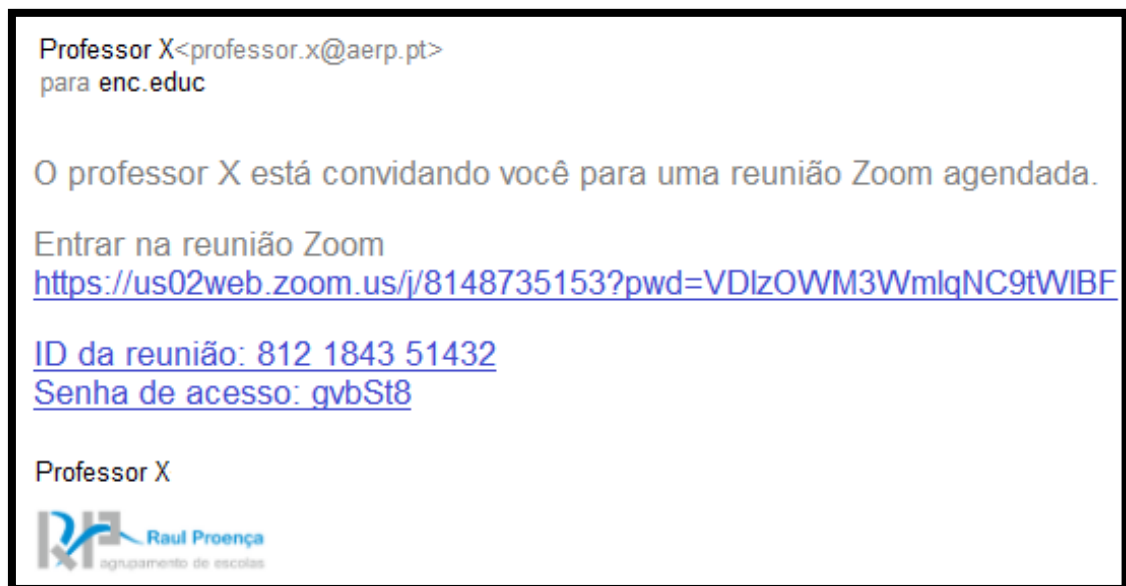 Professor X<professor.x@aerp.pt>
para enc.educ
O professor X está convidando você para uma reunião Zoom agendada.
Entrar na reunião Zoom
https://us02web.zoom.us/j/8148735153?pwd=VDlzOWM3WmlqNC9tWlBF
ID da reunião: 812 1843 51432
Senha de acesso: gvbSt8
Professor X
Raul Proença
agrupamento de escolas